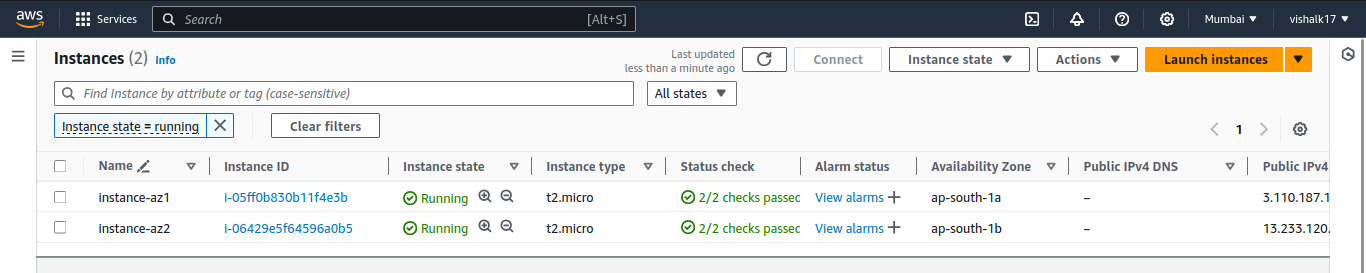 aws Services Search [Alt+S] Mumbai vishalk17
Instances (2) Info Last updated less than a minute ago Connect Instance state Actions Launch instances
Find Instance by attribute or tag (case-sensitive) All states
Instance state = running Clear filters 1
Name Instance ID Instance state Instance type Status check Alarm status Availability Zone Public IPv4 DNS Public IPv4
instance-az1 i-05ff0b830b11f4e3b Running t2.micro 2/2 checks passed View alarms + ap-south-1a – 3.110.187.1
instance-az2 i-06429e5f64596a0b5 Running t2.micro 2/2 checks passed View alarms + ap-south-1b – 13.233.120.